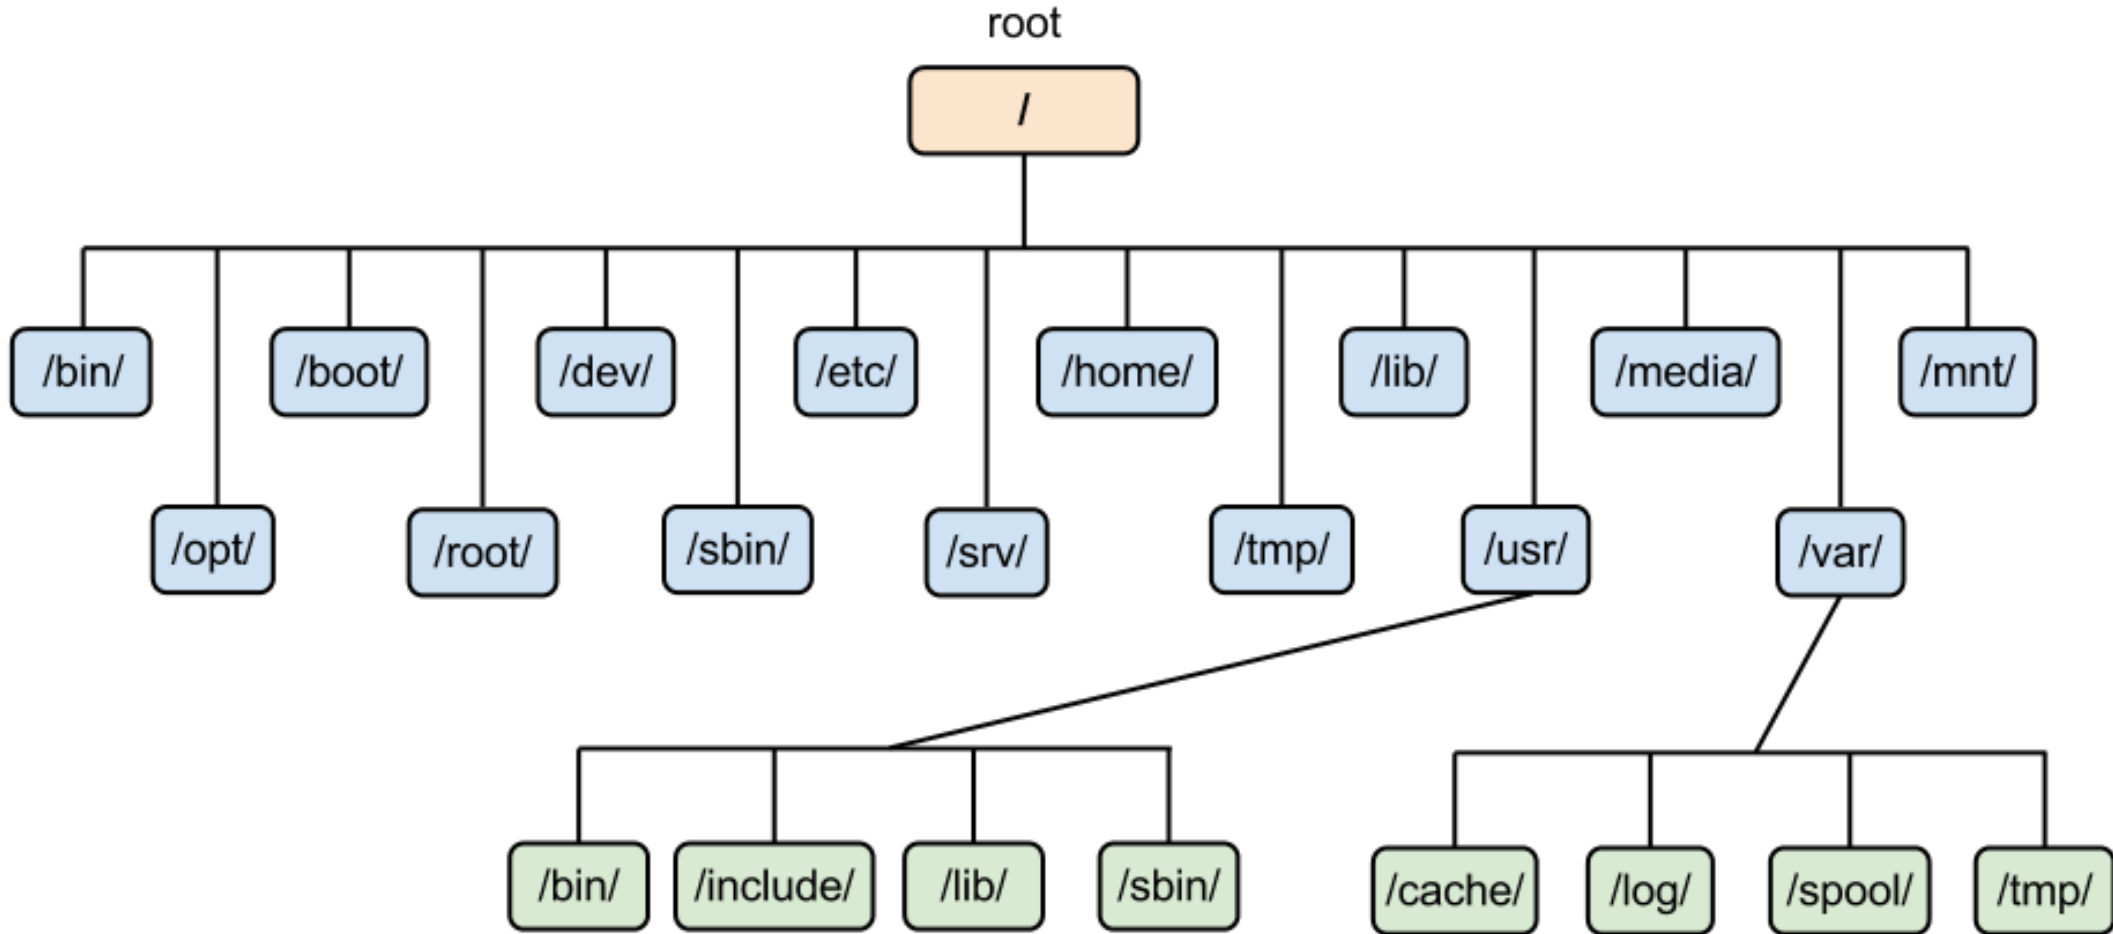 root
/
/bin/
/boot/
/dev/
/etc/
/home/
/lib/
/media/
/mnt/
/opt/
/root/
/sbin/
/srv/
/tmp/
/usr/
/var/
/bin/
/include/
/lib/
/sbin/
/cache/
/log/
/spool/
/tmp/